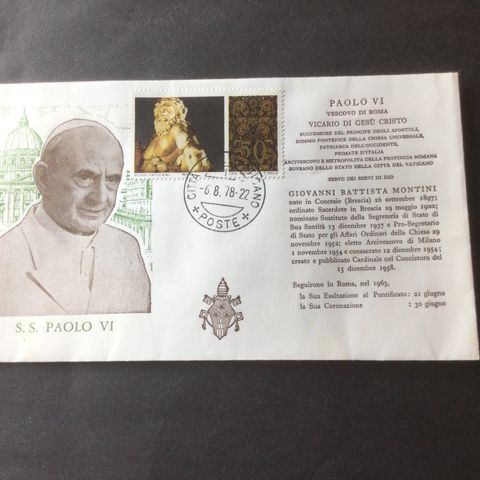 PAOLO VI
VESCOVO DI ROMA
VICARIO DI GESÙ CRISTO
SUCCESSORE DEL PRINCIPE DEGLI APOSTOLI,
SOMMO PONTEFICE DELLA CHIESA UNIVERSALE,
PATRIARCA DELL'OCCIDENTE,
PRIMATE D'ITALIA
ARCIVESCOVO E METROPOLITA DELLA PROVINCIA ROMANA
SOVRANO DELLO STATO DELLA CITTÀ DEL VATICANO
SERVO DEI SERVI DI DIO
GIOVANNI BATTISTA MONTINI
nato in Concesio (Brescia) 26 settembre 1897;
ordinato Sacerdote in Brescia 29 maggio 1920;
nominato Sostituto della Segreteria di Stato di
Sua Santità 13 dicembre 1937 e Pro-Segretario
di Stato per gli Affari Ordinari della Chiesa 29
novembre 1952; eletto Arcivescovo di Milano
1 novembre 1954 e consacrato 12 dicembre 1954;
creato e pubblicato Cardinale nel Concistoro del
15 dicembre 1958.
Seguirono in Roma, nel 1963,
la Sua Esaltazione al Pontificato: 21 giugno
la Sua Coronazione : 30 giugno
50
CITTÀ VATICANO
-6.8.78-22
POSTE
S.S. PAOLO VI